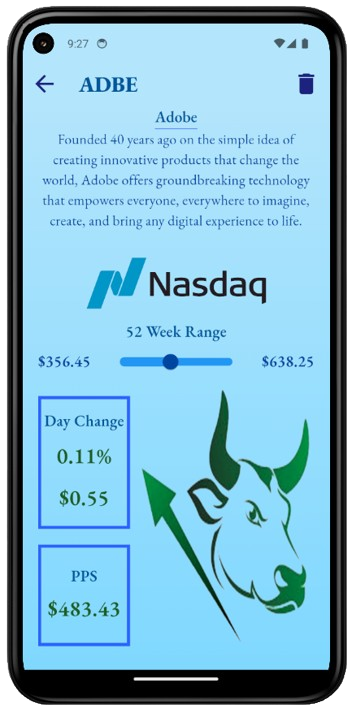 9:27
ADBE
Adobe
Founded 40 years ago on the simple idea of
creating innovative products that change the
world, Adobe offers groundbreaking technology
that empowers everyone, everywhere to imagine,
create, and bring any digital experience to life.
Nasdaq
52 Week Range
$356.45 $638.25
Day Change
0.11%
$0.55
PPS
$483.43